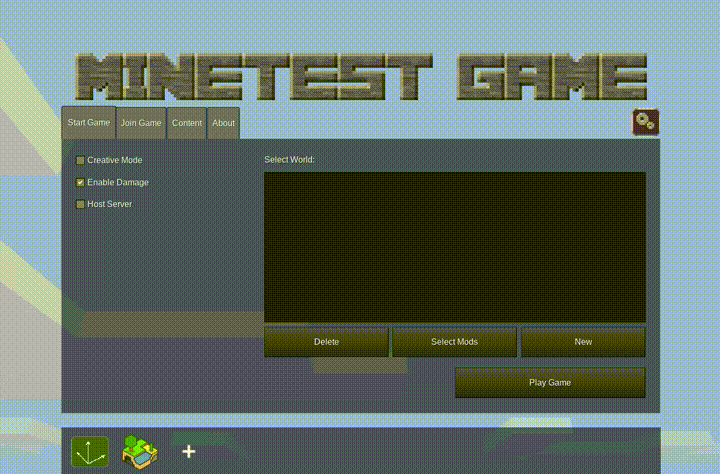 MINETEST GAME
Start Game Join Game Content About
Creative Mode
Enable Damage
Host Server
Select World:
Delete Select Mods New
Play Game